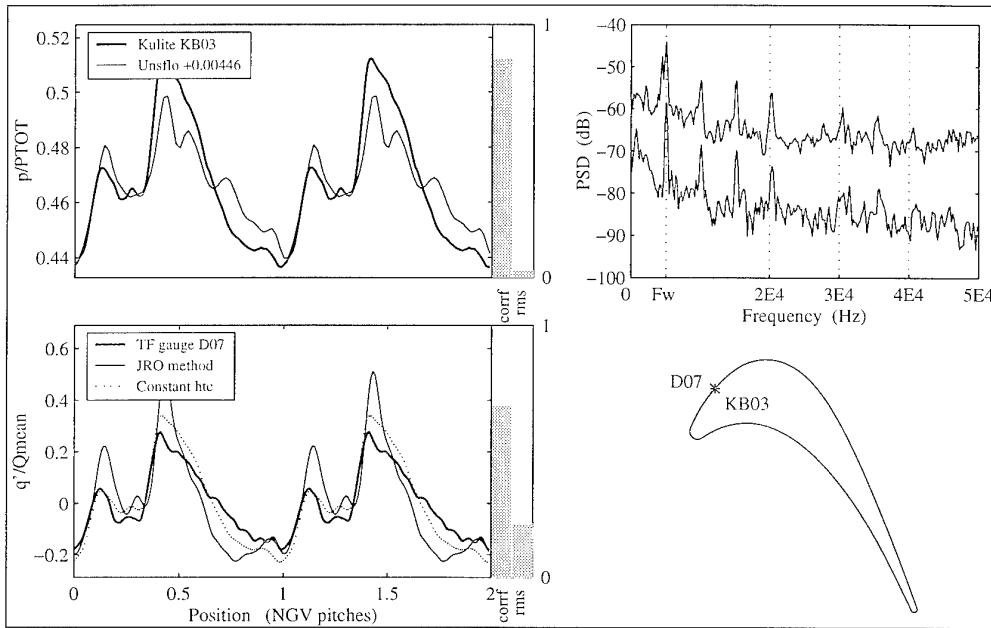 0.52
0.5
0.48
0.46
0.44
p/PTOT
Kulite KB03
Unsflo +0.00446
1
0
corrf
rms
0.6
0.4
0.2
0
−0.2
q'/Qmean
TF gauge D07
JRO method
Constant htc
1
0
corrf
rms
0
0.5
1
1.5
2
Position (NGV pitches)
−40
−50
−60
−70
−80
−90
−100
PSD (dB)
0
Fw
2E4
3E4
4E4
5E4
Frequency (Hz)
D07
KB03